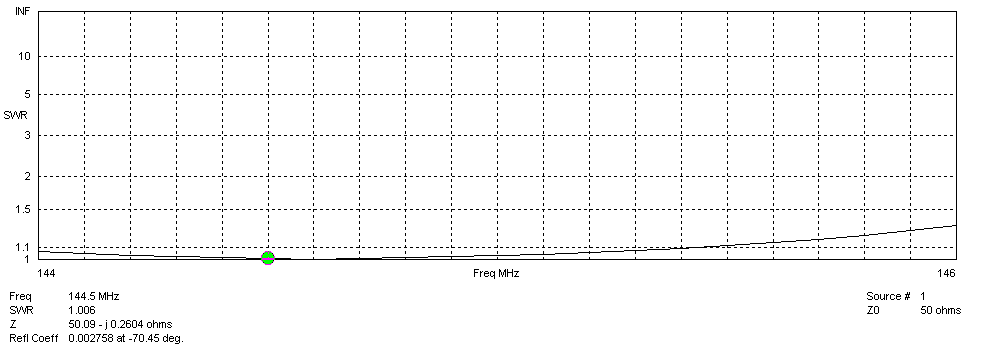 INF
10
5
SWR
3
2
1.5
1.1
1
144 Freq MHz 146
Freq 144.5 MHz Source # 1
SWR 1.006 Z0 50 ohms
Z 50.09 - j 0.2604 ohms
Refl Coeff 0.002758 at -70.45 deg.